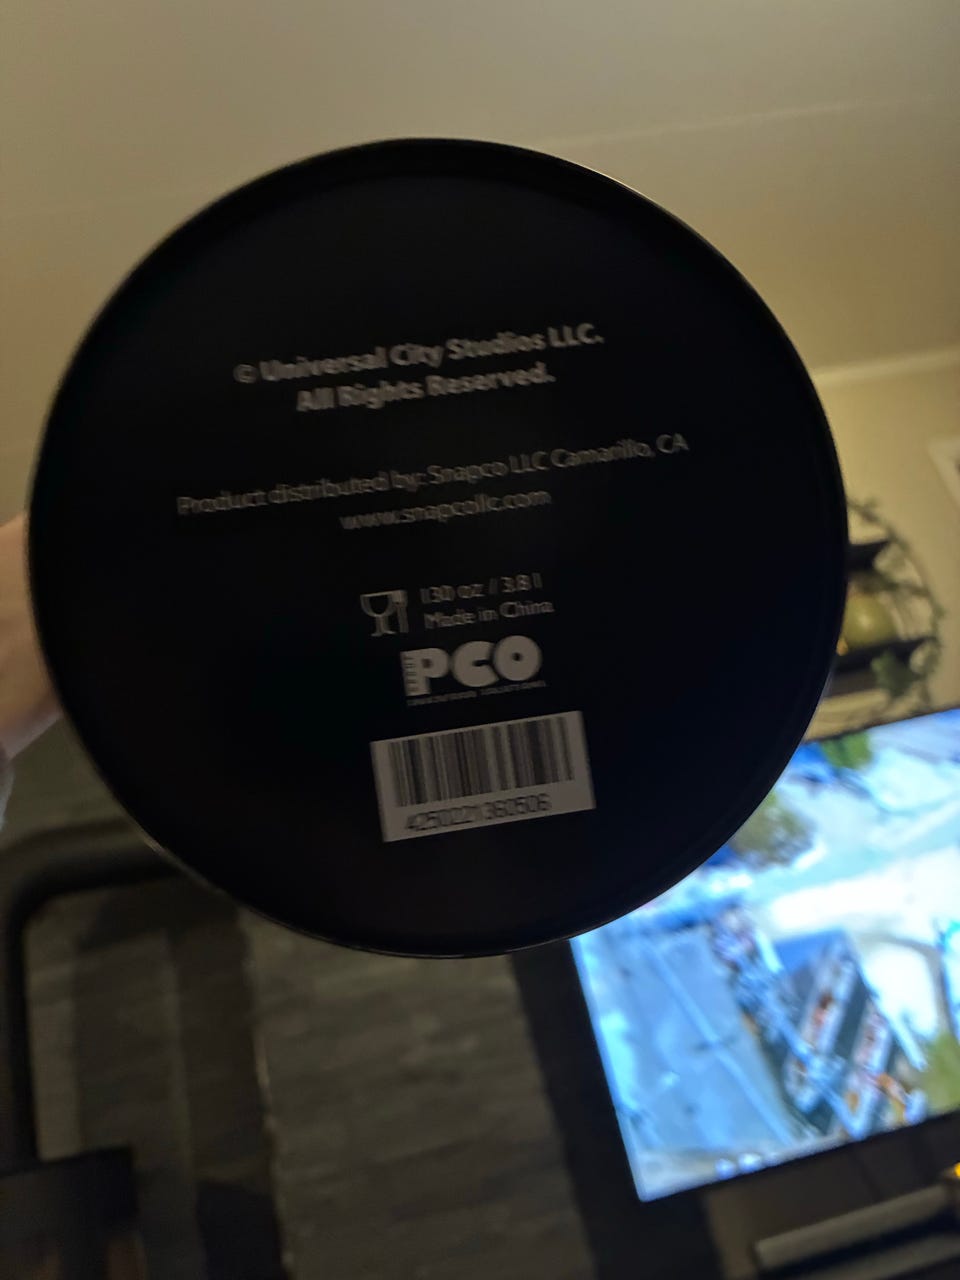 © Universal City Studios LLC.
All Rights Reserved.
Product distributed by: Snapco LLC Camarillo, CA
www.snapcollc.com
130 oz / 3.8 l
Made in China
PCO
4250221360506